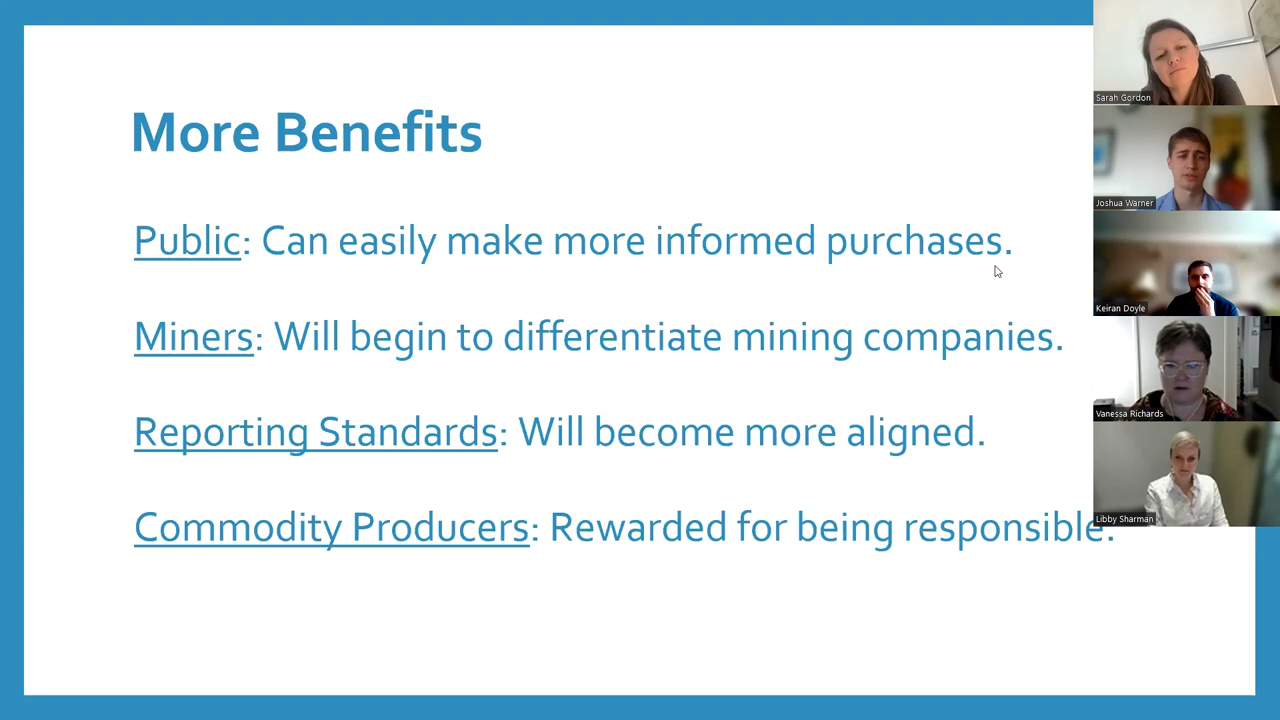 More Benefits
Public: Can easily make more informed purchases.
Miners: Will begin to differentiate mining companies.
Reporting Standards: Will become more aligned.
Commodity Producers: Rewarded for being responsible.
Sarah Gordon
Joshua Warner
Keiran Doyle
Vanessa Richards
Libby Sharman